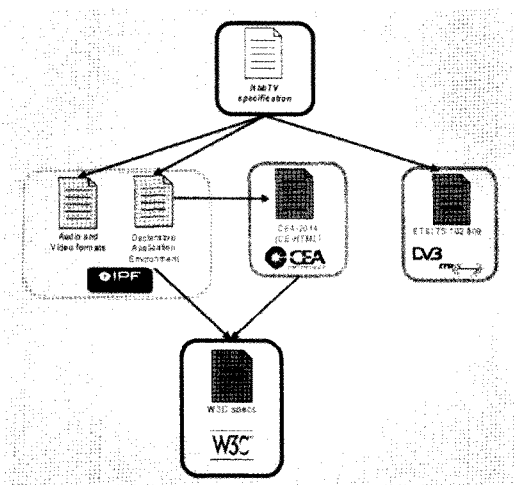 HbbTV
specification
Audio and
Video formats
Declarative
Application
Environment
OIPF
CEA-2014
(CE-HTML)
CEA
ETSI TS 102 809
DVB
W3C specs
W3C